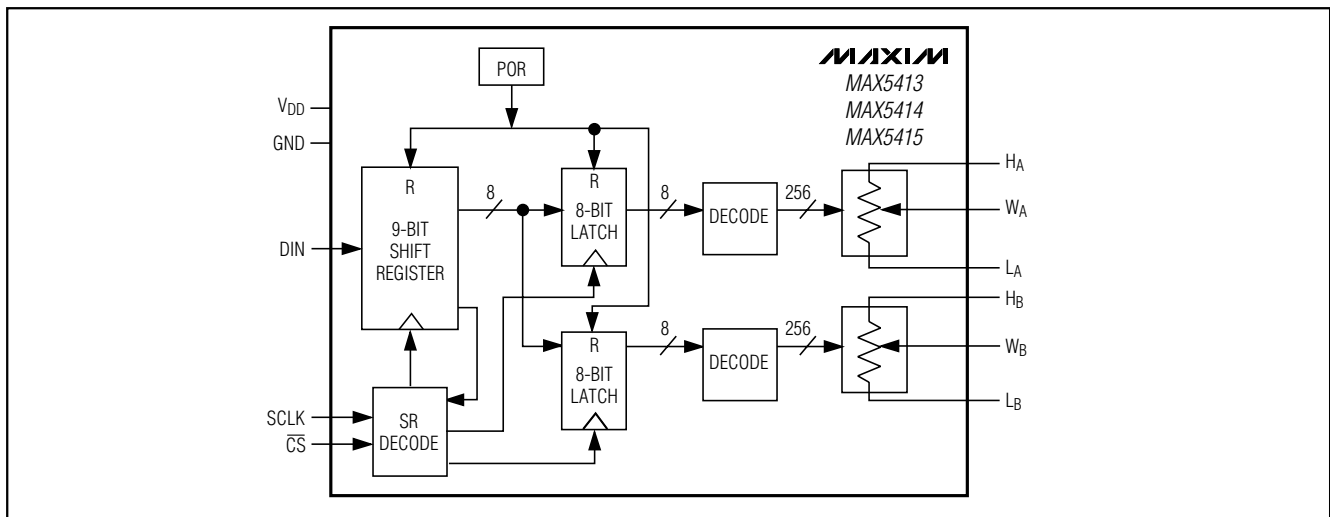 MAXIM
MAX5413
MAX5414
MAX5415
POR
VDD
GND
DIN
SCLK
CS
R
9-BIT
SHIFT
REGISTER
SR
DECODE
8
R
8-BIT
LATCH
8
DECODE
256
HA
WA
LA
R
8-BIT
LATCH
8
DECODE
256
HB
WB
LB